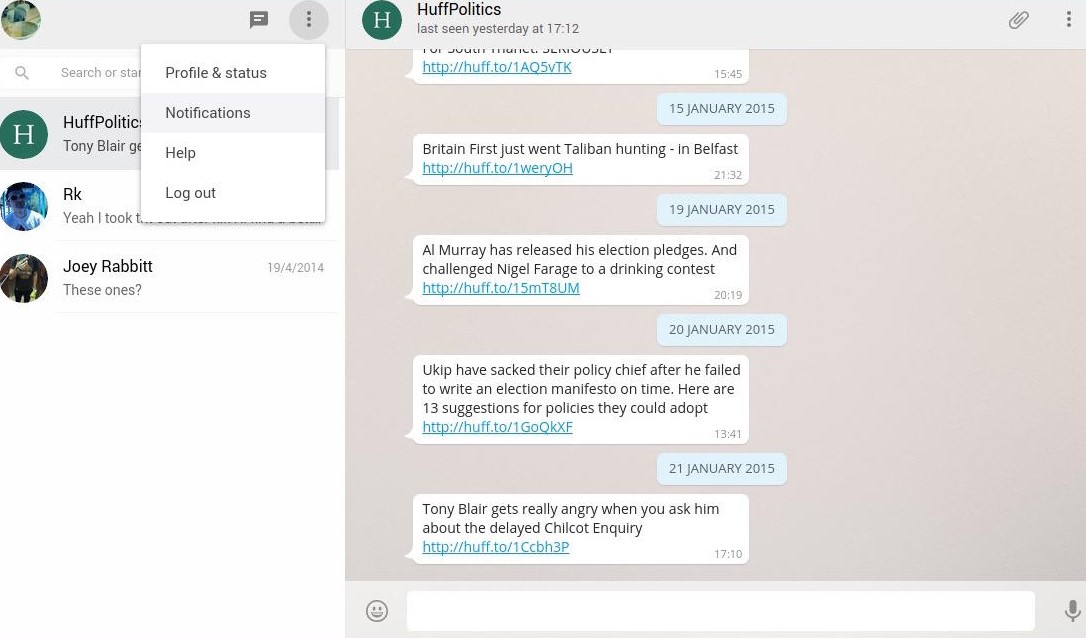 H
HuffPolitics
last seen yesterday at 17:12
Search or star
Profile & status
Notifications
Help
Log out
H
HuffPolitics
Tony Blair ge
Rk
Yeah I took
Joey Rabbitt
19/4/2014
These ones?
For South Thanet. SERIOUSLY
http://huff.to/1AQ5vTK
15:45
15 JANUARY 2015
Britain First just went Taliban hunting - in Belfast
http://huff.to/1weryOH
21:32
19 JANUARY 2015
Al Murray has released his election pledges. And
challenged Nigel Farage to a drinking contest
http://huff.to/15mT8UM
20:19
20 JANUARY 2015
Ukip have sacked their policy chief after he failed
to write an election manifesto on time. Here are
13 suggestions for policies they could adopt
http://huff.to/1GoQkXF
13:41
21 JANUARY 2015
Tony Blair gets really angry when you ask him
about the delayed Chilcot Enquiry
http://huff.to/1Ccbh3P
17:10